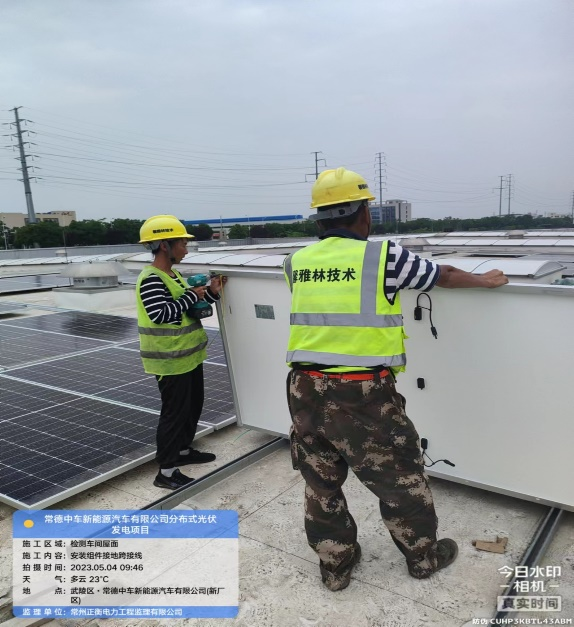 馨雅林技术
常德中车新能源汽车有限公司分布式光伏
发电项目
施工区域：检测车间屋面
施工内容：安装组件接地跨接线
拍摄时间：2023.05.04 09:46
天气：多云 23℃
地点：武陵区·常德中车新能源汽车有限公司(新厂
区)
监理单位：常州正衡电力工程监理有限公司
今日水印
相机
真实时间
防伪 CUHP3KBTL43ABM